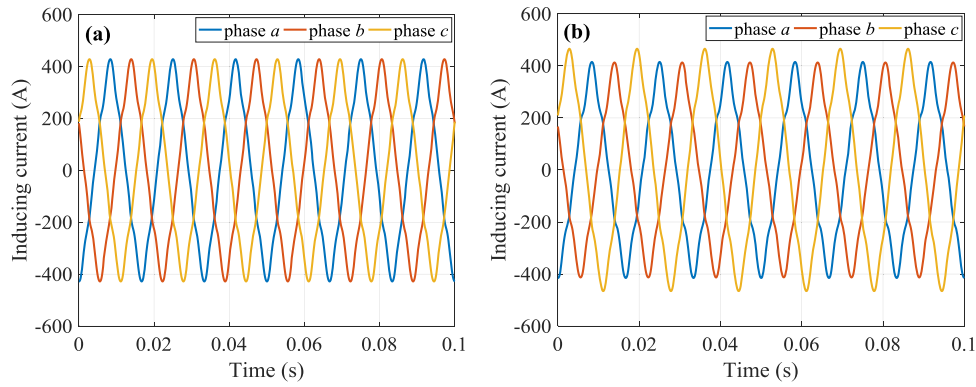 (a)
phase a phase b phase c
600
400
200
0
-200
-400
-600
Inducing current (A)
0 0.02 0.04 0.06 0.08 0.1
Time (s)
(b)
phase a phase b phase c
600
400
200
0
-200
-400
-600
Inducing current (A)
0 0.02 0.04 0.06 0.08 0.1
Time (s)